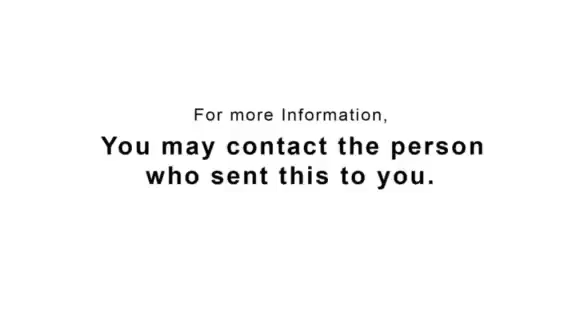 For more Information,
You may contact the person
who sent this to you.